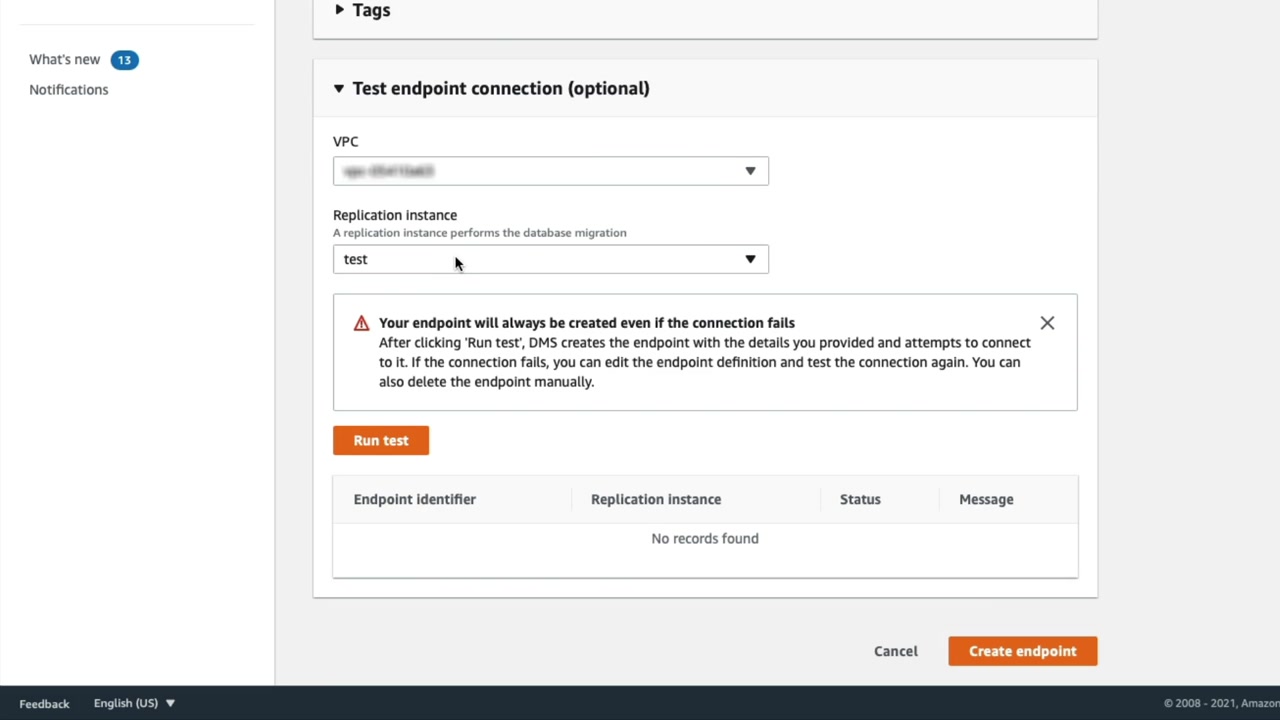 Tags
What's new 13
Notifications
Test endpoint connection (optional)
VPC
Replication instance
A replication instance performs the database migration
test
Your endpoint will always be created even if the connection fails
After clicking 'Run test', DMS creates the endpoint with the details you provided and attempts to connect
to it. If the connection fails, you can edit the endpoint definition and test the connection again. You can
also delete the endpoint manually.
Run test
Endpoint identifier Replication instance Status Message
No records found
Cancel Create endpoint
Feedback English (US) © 2008 - 2021, Amazon